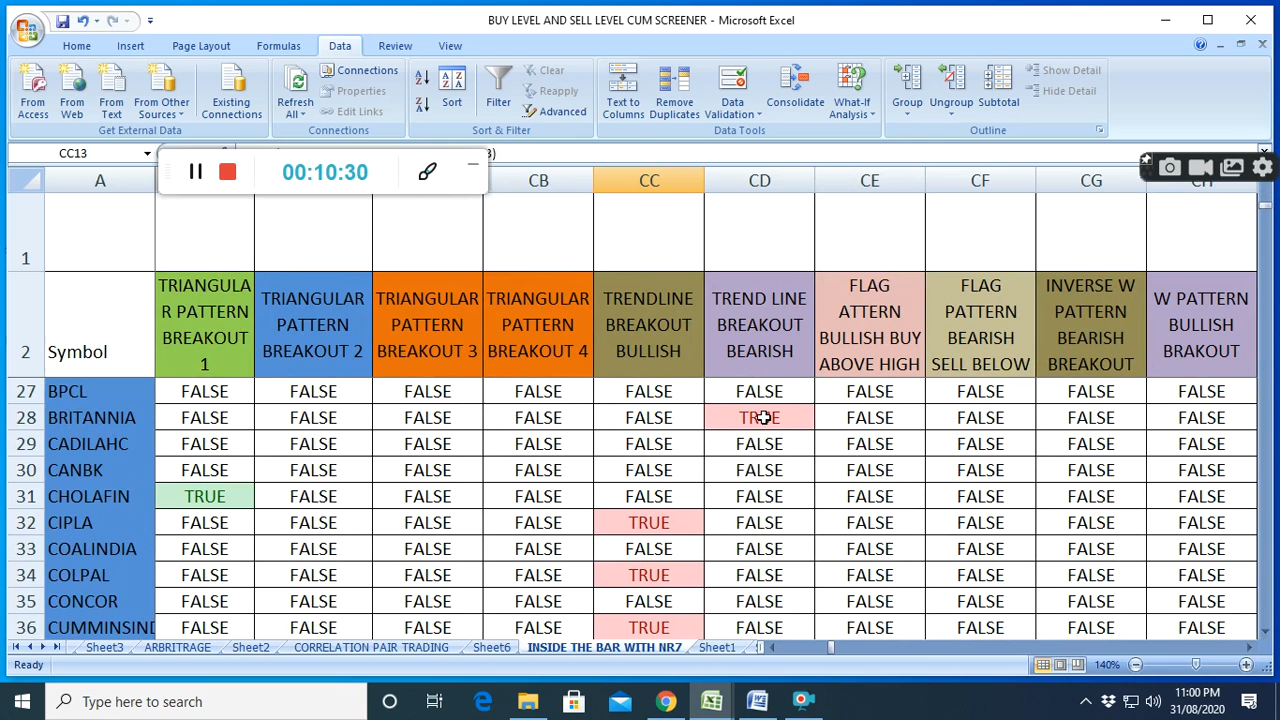 BUY LEVEL AND SELL LEVEL CUM SCREENER - Microsoft Excel
Home Insert Page Layout Formulas Data Review View
From Access
From Web
From Text
From Other Sources
Existing Connections
Get External Data
Refresh All
Connections
Properties
Edit Links
Connections
Sort
Filter
Clear
Reapply
Advanced
Sort & Filter
Text to Columns
Remove Duplicates
Data Validation
Consolidate
What-If Analysis
Data Tools
Group
Ungroup
Subtotal
Show Detail
Hide Detail
Outline
CC13
00:10:30
A CB CC CD CE CF CG CH
1
2 Symbol
TRIANGULA
R PATTERN
BREAKOUT
1
TRIANGULAR
PATTERN
BREAKOUT 2
TRIANGULAR
PATTERN
BREAKOUT 3
TRIANGULAR
PATTERN
BREAKOUT 4
TRENDLINE
BREAKOUT
BULLISH
TREND LINE
BREAKOUT
BEARISH
FLAG
ATTERN
BULLISH BUY
ABOVE HIGH
FLAG
PATTERN
BEARISH
SELL BELOW
INVERSE W
PATTERN
BEARISH
BREAKOUT
W PATTERN
BULLISH
BRAKOUT
27 BPCL FALSE FALSE FALSE FALSE FALSE FALSE FALSE FALSE FALSE FALSE
28 BRITANNIA FALSE FALSE FALSE FALSE FALSE TRUE FALSE FALSE FALSE FALSE
29 CADILAHC FALSE FALSE FALSE FALSE FALSE FALSE FALSE FALSE FALSE FALSE
30 CANBK FALSE FALSE FALSE FALSE FALSE FALSE FALSE FALSE FALSE FALSE
31 CHOLAFIN TRUE FALSE FALSE FALSE FALSE FALSE FALSE FALSE FALSE FALSE
32 CIPLA FALSE FALSE FALSE FALSE TRUE FALSE FALSE FALSE FALSE FALSE
33 COALINDIA FALSE FALSE FALSE FALSE FALSE FALSE FALSE FALSE FALSE FALSE
34 COLPAL FALSE FALSE FALSE FALSE TRUE FALSE FALSE FALSE FALSE FALSE
35 CONCOR FALSE FALSE FALSE FALSE FALSE FALSE FALSE FALSE FALSE FALSE
36 CUMMINSIND FALSE FALSE FALSE FALSE TRUE FALSE FALSE FALSE FALSE FALSE
Sheet3 ARBITRAGE Sheet2 CORRELATION PAIR TRADING Sheet6 INSIDE THE BAR WITH NR7 Sheet1
Ready 140%
Type here to search
11:00 PM
31/08/2020